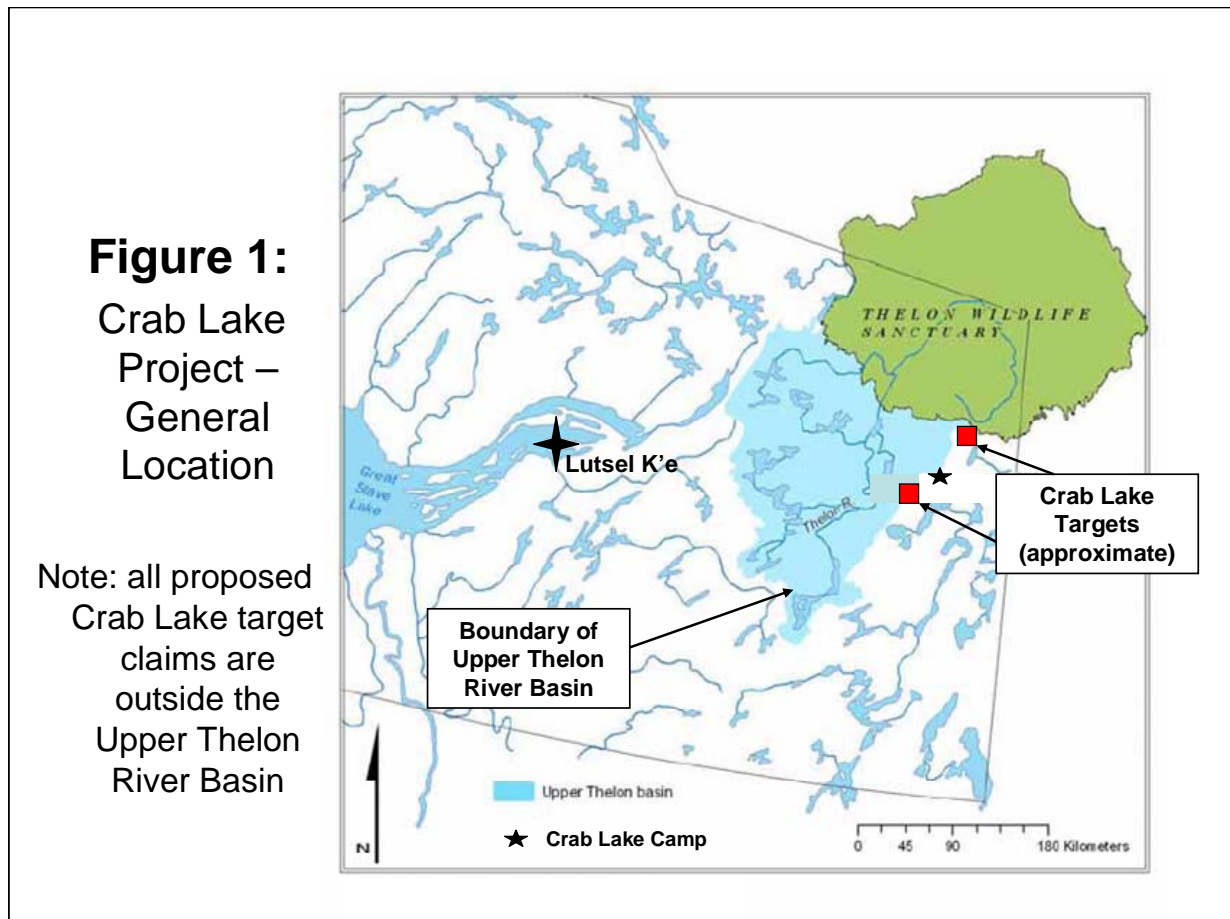 Figure 1:
Crab Lake
Project –
General
Location
Note: all proposed
Crab Lake target
claims are
outside the
Upper Thelon
River Basin
THELON WILDLIFE
SANCTUARY
Great
Slave
Lake
Lutsel K'e
Thelon R
Crab Lake
Targets
(approximate)
Boundary of
Upper Thelon
River Basin
Upper Thelon basin
Crab Lake Camp
N
0 45 90 180 Kilometers